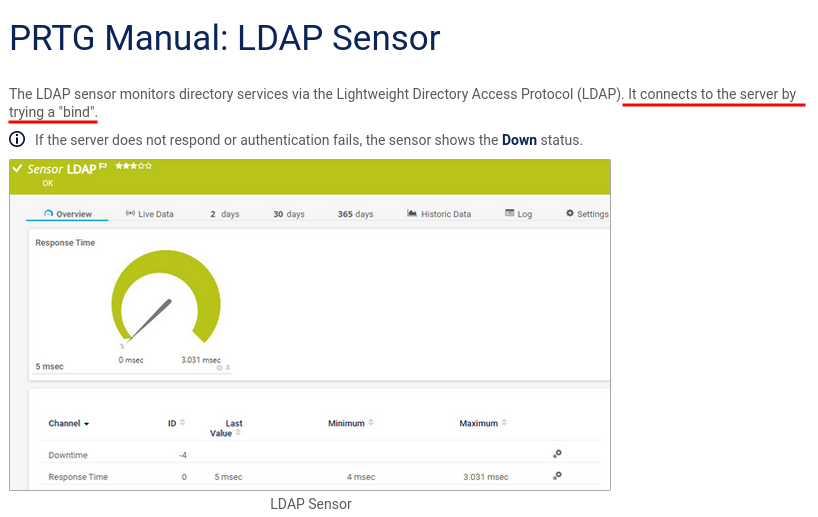 PRTG Manual: LDAP Sensor
The LDAP sensor monitors directory services via the Lightweight Directory Access Protocol (LDAP). It connects to the server by
trying a "bind".
If the server does not respond or authentication fails, the sensor shows the Down status.
Sensor LDAP
OK
Overview Live Data 2 days 30 days 365 days Historic Data Log Settings
Response Time
0 msec 3.031 msec
5 msec
Channel ID Last Value Minimum Maximum
Downtime -4
Response Time 0 5 msec 4 msec 3.031 msec
LDAP Sensor